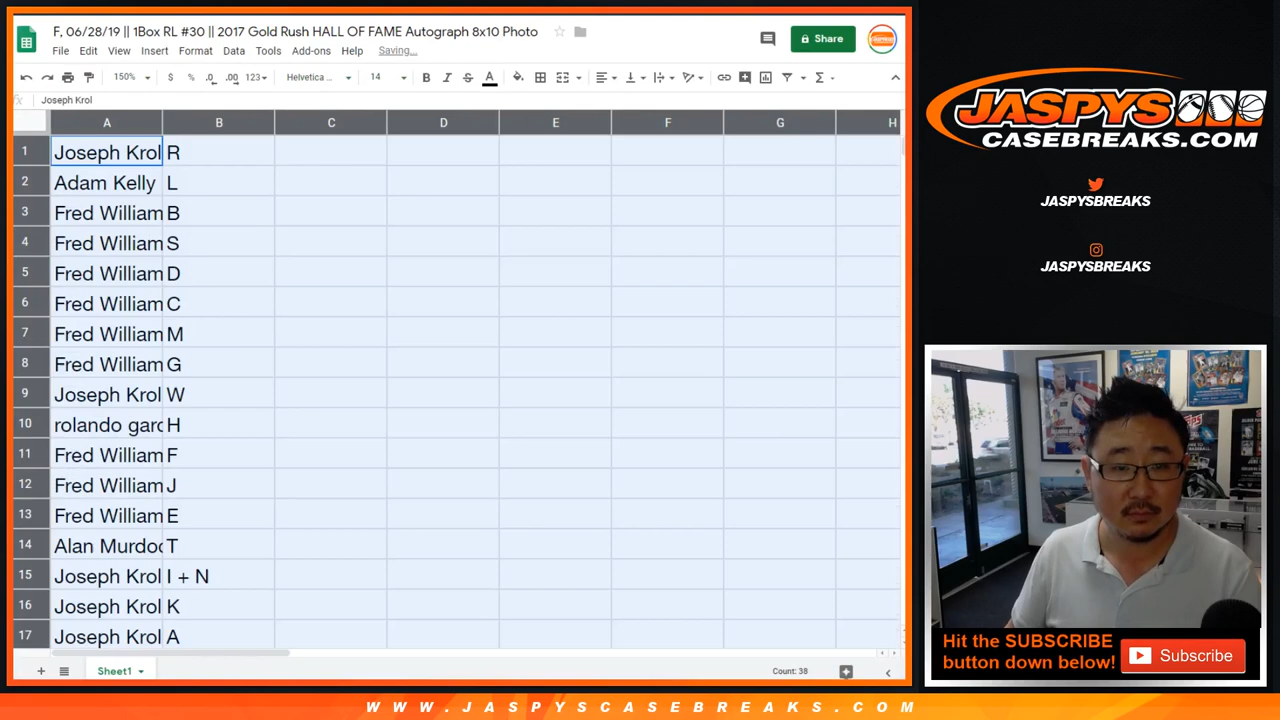 F, 06/28/19 || 1Box RL #30 || 2017 Gold Rush HALL OF FAME Autograph 8x10 Photo
Share
File Edit View Insert Format Data Tools Add-ons Help Saving...
150% $ % .0 .00 123 Helvetica ... 14 B I S A
fx Joseph Krol
A B C D E F G H
1 Joseph Krol R
2 Adam Kelly L
3 Fred William B
4 Fred William S
5 Fred William D
6 Fred William C
7 Fred William M
8 Fred William G
9 Joseph Krol W
10 rolando garc H
11 Fred William F
12 Fred William J
13 Fred William E
14 Alan Murdoc T
15 Joseph Krol I + N
16 Joseph Krol K
17 Joseph Krol A
Sheet1
Count: 38
JASPYS
CASEBREAKS.COM
JASPYSBREAKS
JASPYSBREAKS
Hit the SUBSCRIBE
button down below!
Subscribe
WWW.JASPYSCASEBREAKS.COM